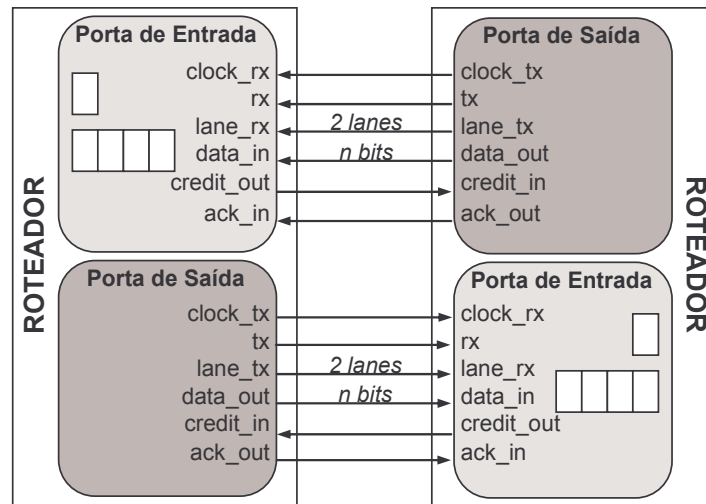 ROTEADOR
Porta de Entrada
clock_rx
rx
lane_rx
data_in
credit_out
ack_in
2 lanes
n bits
Porta de Saída
clock_tx
tx
lane_tx
data_out
credit_in
ack_out
ROTEADOR
Porta de Saída
clock_tx
tx
lane_tx
data_out
credit_in
ack_out
2 lanes
n bits
Porta de Entrada
clock_rx
rx
lane_rx
data_in
credit_out
ack_in